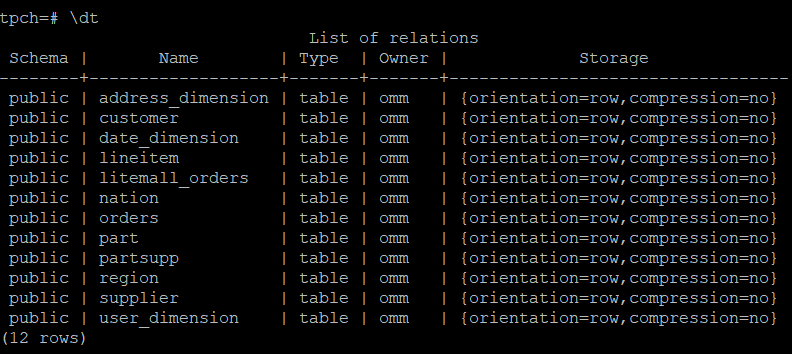 tpch=# \dt
                               List of relations
 Schema |       Name        | Type  | Owner |             Storage
--------+-------------------+-------+-------+----------------------------------
 public | address_dimension | table | omm   | {orientation=row,compression=no}
 public | customer          | table | omm   | {orientation=row,compression=no}
 public | date_dimension    | table | omm   | {orientation=row,compression=no}
 public | lineitem          | table | omm   | {orientation=row,compression=no}
 public | litemall_orders   | table | omm   | {orientation=row,compression=no}
 public | nation            | table | omm   | {orientation=row,compression=no}
 public | orders            | table | omm   | {orientation=row,compression=no}
 public | part              | table | omm   | {orientation=row,compression=no}
 public | partsupp          | table | omm   | {orientation=row,compression=no}
 public | region            | table | omm   | {orientation=row,compression=no}
 public | supplier          | table | omm   | {orientation=row,compression=no}
 public | user_dimension    | table | omm   | {orientation=row,compression=no}
(12 rows)